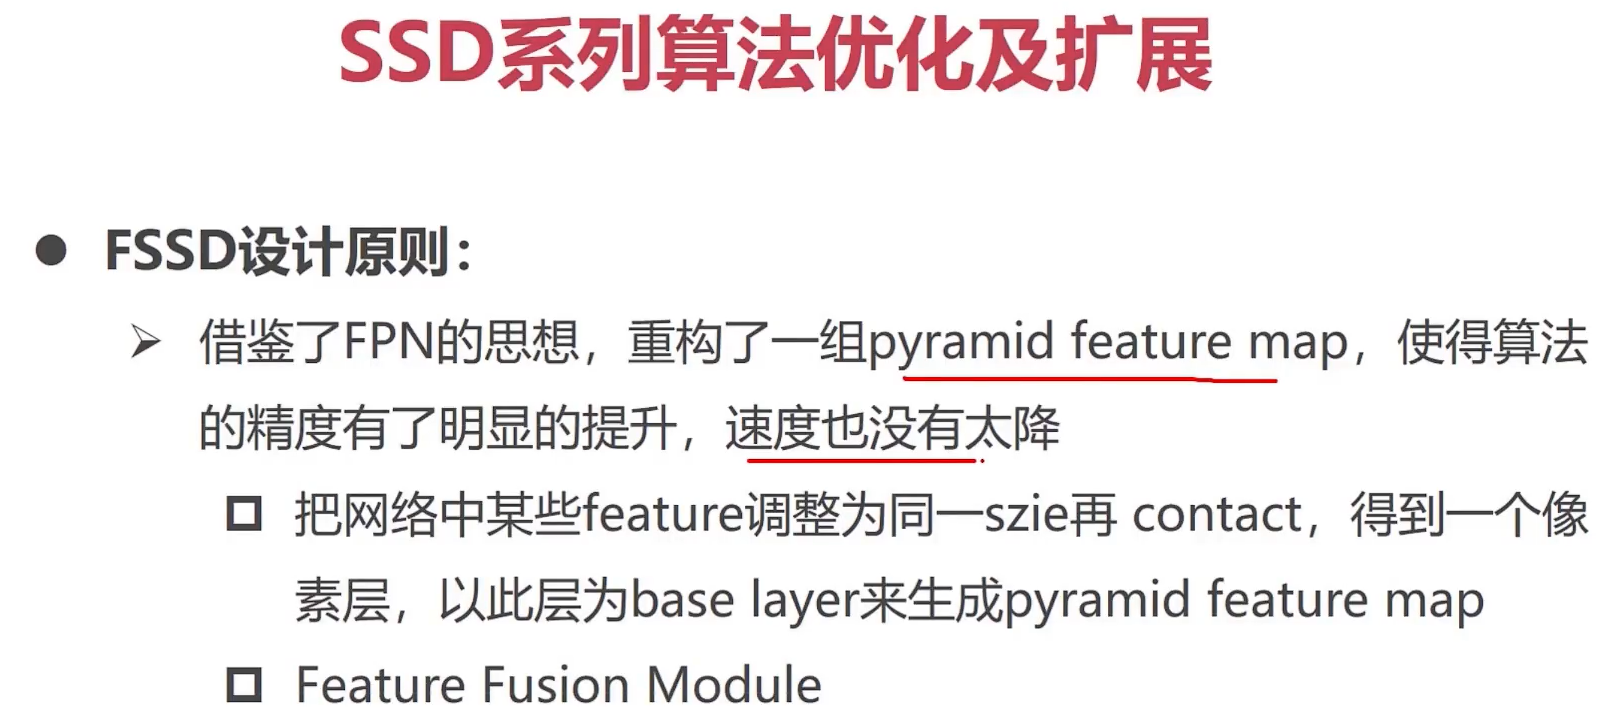 SSD系列算法优化及扩展
● FSSD设计原则：
➢ 借鉴了FPN的思想，重构了一组pyramid feature map，使得算法
的精度有了明显的提升，速度也没有太降
❑ 把网络中某些feature调整为同一szie再 contact，得到一个像
素层，以此层为base layer来生成pyramid feature map
❑ Feature Fusion Module